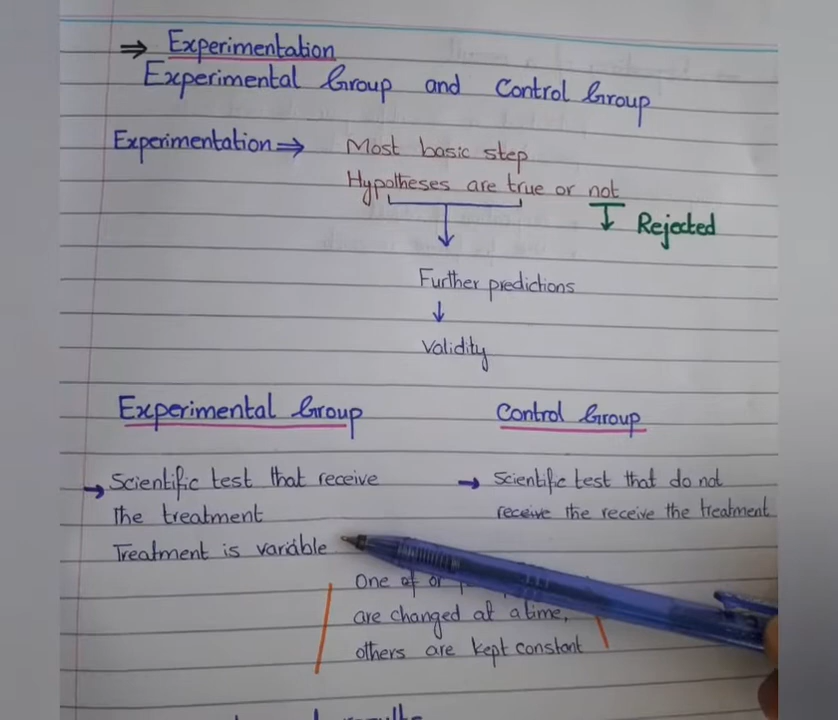 ⇒ Experimentation
Experimental Group and Control Group
Experimentation ⇒ Most basic step
Hypotheses are true or not
↓ Rejected
↓
Further predictions
↓
Validity
Experimental Group
→ Scientific test that receive
the treatment
Treatment is variable
Control Group
→ Scientific test that do not
receive the receive the treatment
One of or
are changed at a time,
others are kept constant